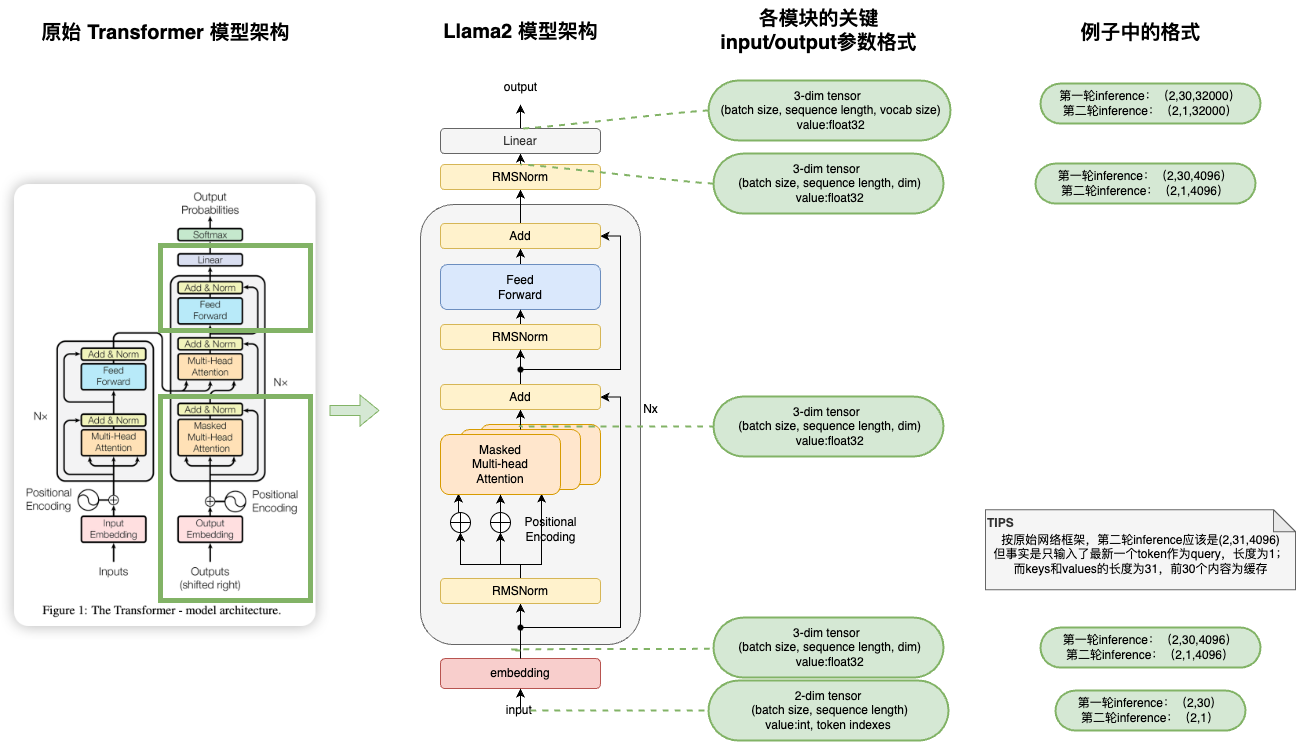 原始 Transformer 模型架构
Output
Probabilities
Softmax
Linear
Add & Norm
Feed
Forward
Add & Norm
Multi-Head
Attention
Add & Norm
Feed
Forward
N×
Add & Norm
Masked
Multi-Head
Attention
N×
Add & Norm
Multi-Head
Attention
Positional
Encoding
Positional
Encoding
Input
Embedding
Output
Embedding
Inputs
Outputs
(shifted right)
Figure 1: The Transformer - model architecture.
Llama2 模型架构
output
Linear
RMSNorm
Add
Feed
Forward
RMSNorm
Add
Nx
Masked
Multi-head
Attention
Positional
Encoding
RMSNorm
embedding
input
各模块的关键
input/output参数格式
3-dim tensor
(batch size, sequence length, vocab size)
value:float32
3-dim tensor
(batch size, sequence length, dim)
value:float32
3-dim tensor
(batch size, sequence length, dim)
value:float32
3-dim tensor
(batch size, sequence length, dim)
value:float32
2-dim tensor
(batch size, sequence length)
value:int, token indexes
例子中的格式
第一轮inference：（2,30,32000）
第二轮inference：（2,1,32000）
第一轮inference：（2,30,4096）
第二轮inference：（2,1,4096）
TIPS
按原始网络框架，第二轮inference应该是(2,31,4096)
但事实是只输入了最新一个token作为query，长度为1；
而keys和values的长度为31，前30个内容为缓存
第一轮inference：（2,30,4096）
第二轮inference：（2,1,4096）
第一轮inference：（2,30）
第二轮inference：（2,1）